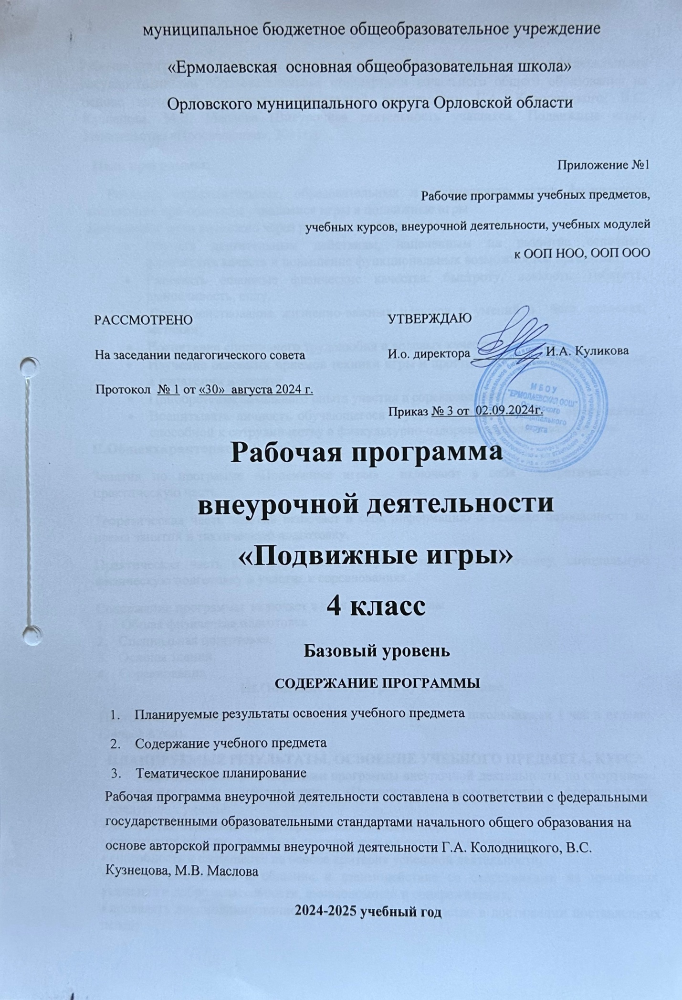 муниципальное бюджетное общеобразовательное учреждение
«Ермолаевская основная общеобразовательная школа»
Орловского муниципального округа Орловской области
Приложение №1
Рабочие программы учебных предметов,
учебных курсов, внеурочной деятельности, учебных модулей
к ООП НОО, ООП ООО
РАССМОТРЕНО
На заседании педагогического совета
Протокол № 1 от «30» августа 2024 г.
УТВЕРЖДАЮ
И.о. директора ____________ И.А. Куликова
Приказ № 3 от 02.09.2024г.
МБОУ
"ЕРМОЛАЕВСКАЯ ООШ"
Орловского
муниципального
округа
Рабочая программа
внеурочной деятельности
«Подвижные игры»
4 класс
Базовый уровень
СОДЕРЖАНИЕ ПРОГРАММЫ
1. Планируемые результаты освоения учебного предмета
2. Содержание учебного предмета
3. Тематическое планирование
Рабочая программа внеурочной деятельности составлена в соответствии с федеральными
государственными образовательными стандартами начального общего образования на
основе авторской программы внеурочной деятельности Г.А. Колодницкого, В.С.
Кузнецова, М.В. Маслова
2024-2025 учебный год